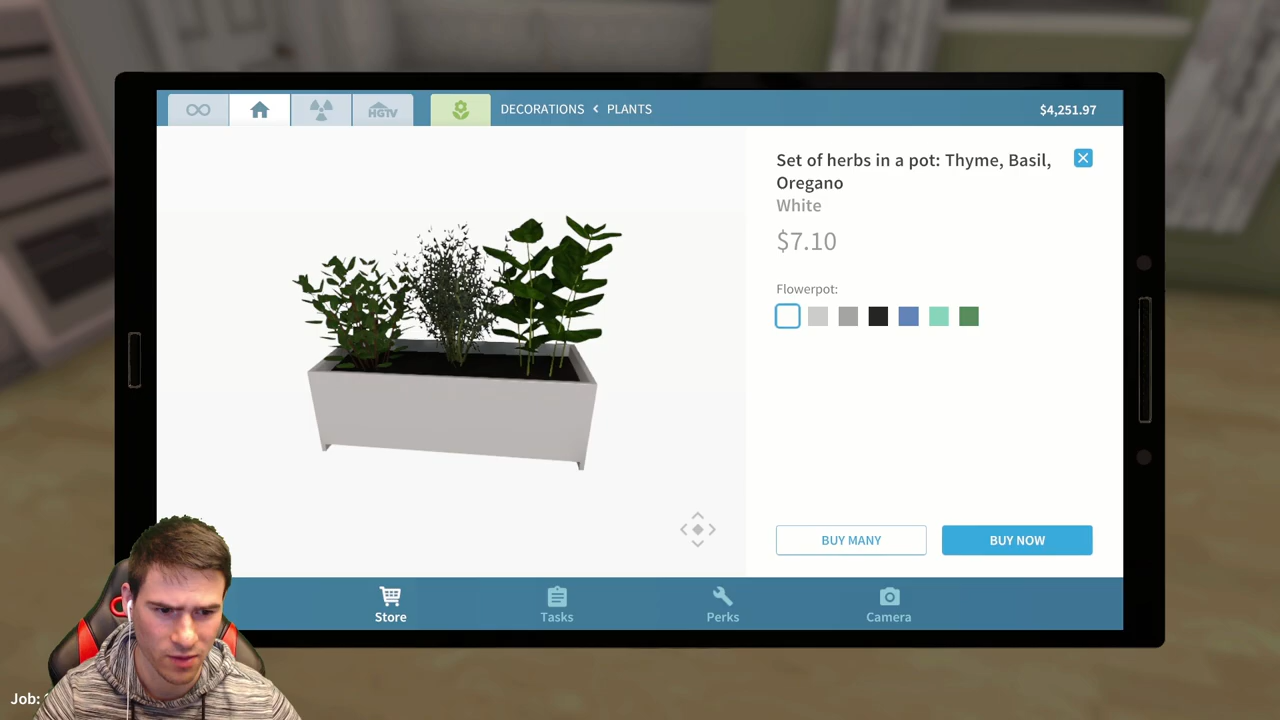 HGTV
DECORATIONS < PLANTS
$4,251.97
Set of herbs in a pot: Thyme, Basil,
Oregano
White
$7.10
Flowerpot:
BUY MANY
BUY NOW
Store
Tasks
Perks
Camera
Job: